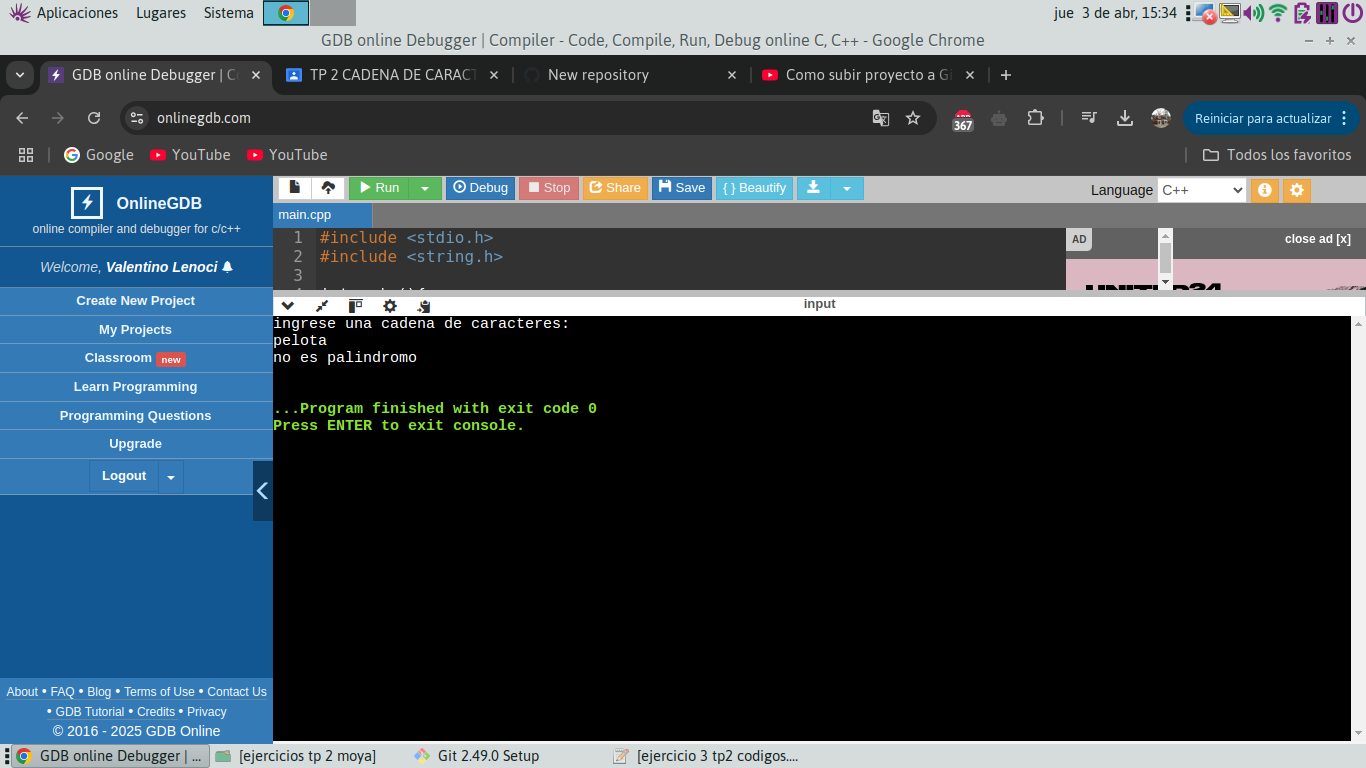 Aplicaciones Lugares Sistema jue 3 de abr, 15:34
GDB online Debugger | Compiler - Code, Compile, Run, Debug online C, C++ - Google Chrome
GDB online Debugger | C TP 2 CADENA DE CARACT New repository Como subir proyecto a G
onlinegdb.com 367 Reiniciar para actualizar
Google YouTube YouTube Todos los favoritos
OnlineGDB
online compiler and debugger for c/c++
Welcome, Valentino Lenoci
Create New Project
My Projects
Classroom new
Learn Programming
Programming Questions
Upgrade
Logout
About • FAQ • Blog • Terms of Use • Contact Us
• GDB Tutorial • Credits • Privacy
© 2016 - 2025 GDB Online
Run Debug Stop Share Save { } Beautify Language C++
main.cpp
1 #include <stdio.h>
2 #include <string.h>
3
AD close ad [x]
input
ingrese una cadena de caracteres:
pelota
no es palindromo
...Program finished with exit code 0
Press ENTER to exit console.
GDB online Debugger | ... [ejercicios tp 2 moya] Git 2.49.0 Setup [ejercicio 3 tp2 codigos....